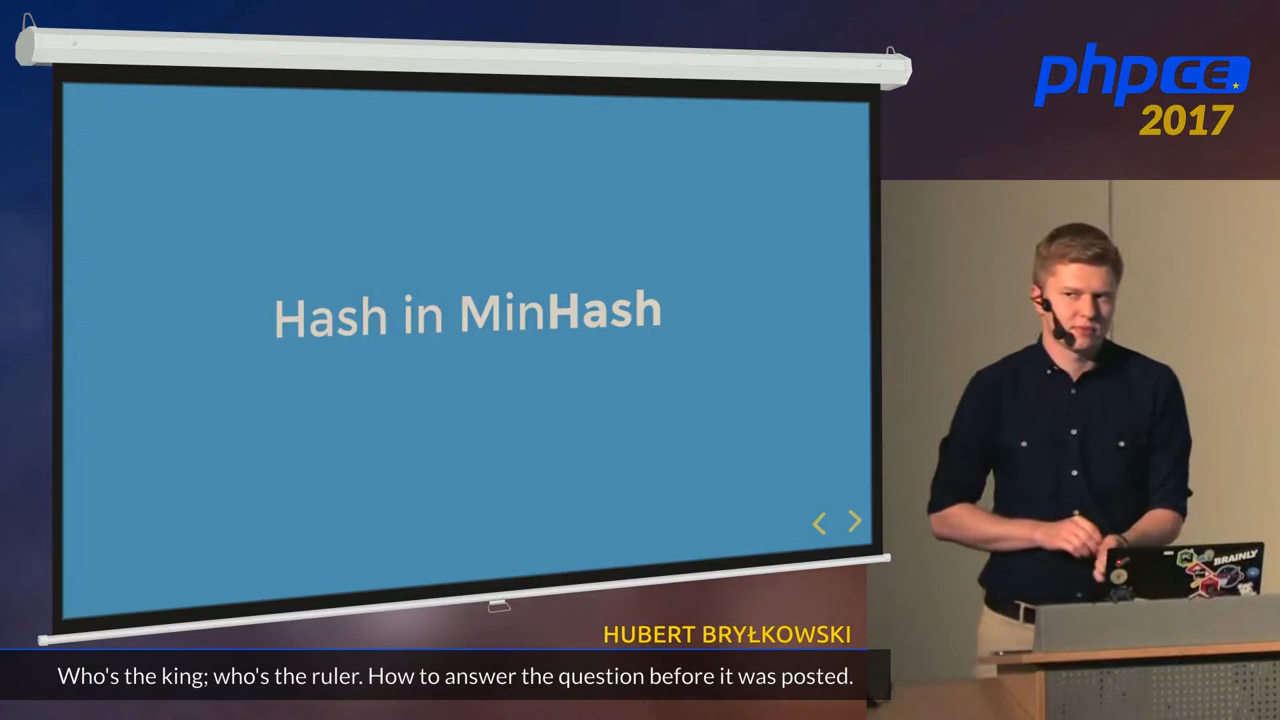 phpCE
2017
Hash in MinHash
BRAINLY
HUBERT BRYŁKOWSKI
Who's the king; who's the ruler. How to answer the question before it was posted.